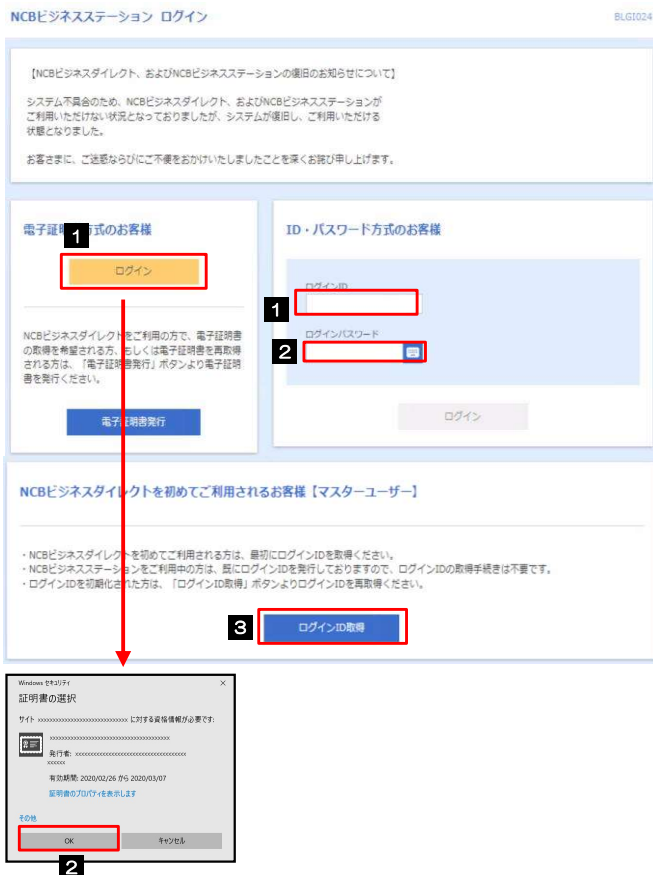 NCBビジネスステーション ログイン
BLGI024
【NCBビジネスダイレクト、およびNCBビジネスステーションの復旧のお知らせについて】
システム不具合のため、NCBビジネスダイレクト、およびNCBビジネスステーションが
ご利用いただけない状況となっておりましたが、システムが復旧し、ご利用いただける
状態となりました。
お客さまに、ご迷惑ならびにご不便をおかけいたしましたことを深くお詫び申し上げます。
電子証 方式のお客様
1
ログイン
NCBビジネスダイレクトをご利用の方で、電子証明書
の取得を希望される方、もしくは電子証明書を再取得
される方は、「電子証明書発行」ボタンより電子証明
書を発行ください。
電子証明書発行
ID・パスワード方式のお客様
ログインID
1
ログインパスワード
2
ログイン
NCBビジネスダイレクトを初めてご利用されるお客様【マスターユーザー】
・NCBビジネスダイレクトを初めてご利用される方は、最初にログインIDを取得ください。
・NCBビジネスステーションをご利用中の方は、既にログインIDを発行しておりますので、ログインIDの取得手続きは不要です。
・ログインIDを初期化された方は、「ログインID取得」ボタンよりログインIDを再取得ください。
3
ログインID取得
Windows セキュリティ
×
証明書の選択
サイト xxxxxxxxxxxxxxxxxxxxxxxxxxxxx に対する資格情報が必要です:
xxxxxxxxxxxxxxxxxxxxxxxxxxxxxxxxxxxxxxx
発行者: xxxxxxxxxxxxxxxxxxxxxxxxxxxxxxxxxxxx
xxxxxx
有効期間: 2020/02/26 から 2020/03/07
証明書のプロパティを表示します
その他
OK
キャンセル
2